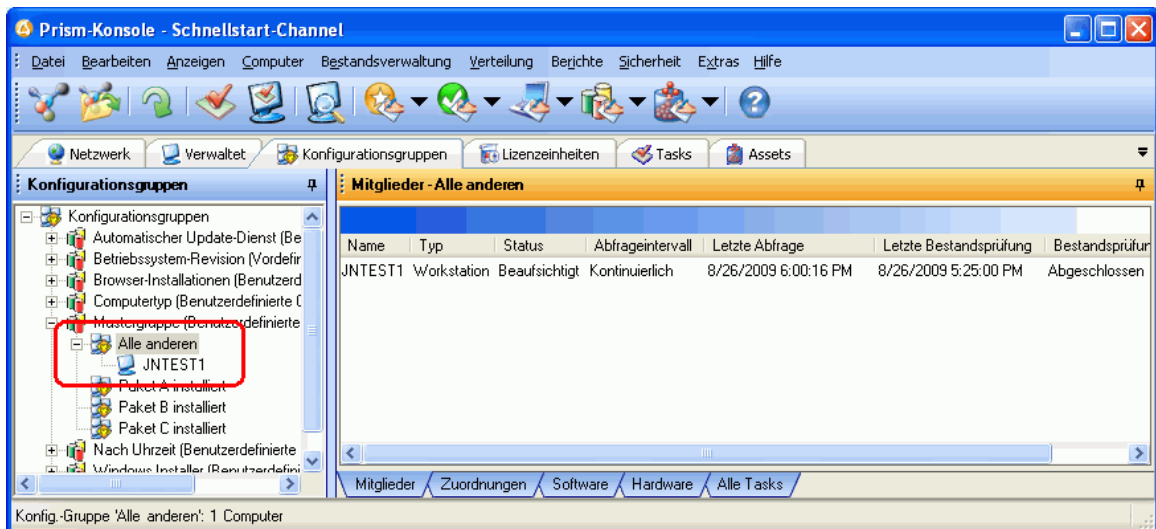 Prism-Konsole - Schnellstart-Channel
Datei Bearbeiten Anzeigen Computer Bestandsverwaltung Verteilung Berichte Sicherheit Extras Hilfe
Netzwerk Verwaltet Konfigurationsgruppen Lizenzeinheiten Tasks Assets
Konfigurationsgruppen
Mitglieder - Alle anderen
Konfigurationsgruppen
Automatischer Update-Dienst (Be
Betriebssystem-Revision (Vordefir
Browser-Installationen (Benutzerd
Computertyp (Benutzerdefinierte (
Mustergruppe (Benutzerdefinierte
Alle anderen
JNTEST1
Paket A installiert
Paket B installiert
Paket C installiert
Nach Uhrzeit (Benutzerdefinierte
Windows Installer (Benutzerdefini
Name Typ Status Abfrageintervall Letzte Abfrage Letzte Bestandsprüfung Bestandsprüfur
JNTEST1 Workstation Beaufsichtigt Kontinuierlich 8/26/2009 6:00:16 PM 8/26/2009 5:25:00 PM Abgeschlossen
Mitglieder Zuordnungen Software Hardware Alle Tasks
Konfig.-Gruppe 'Alle anderen': 1 Computer